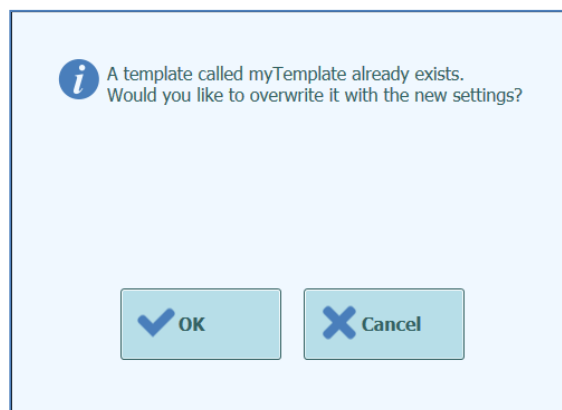 A template called myTemplate already exists.
Would you like to overwrite it with the new settings?
OK
Cancel